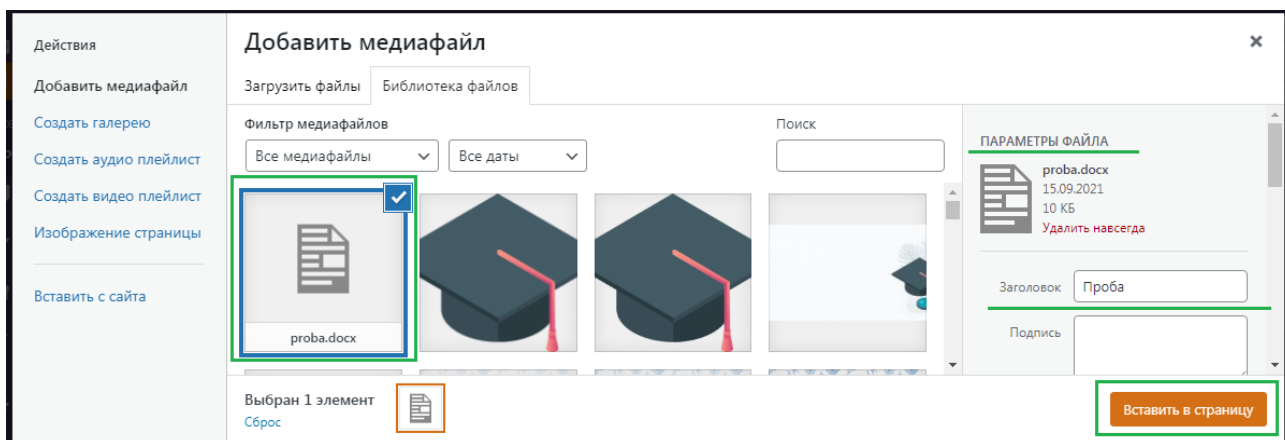 Действия
Добавить медиафайл
Создать галерею
Создать аудио плейлист
Создать видео плейлист
Изображение страницы
Вставить с сайта
Добавить медиафайл
Загрузить файлы
Библиотека файлов
Фильтр медиафайлов
Все медиафайлы
Все даты
Поиск
proba.docx
ПАРАМЕТРЫ ФАЙЛА
proba.docx
15.09.2021
10 КБ
Удалить навсегда
Заголовок
Проба
Подпись
Выбран 1 элемент
Сброс
Вставить в страницу